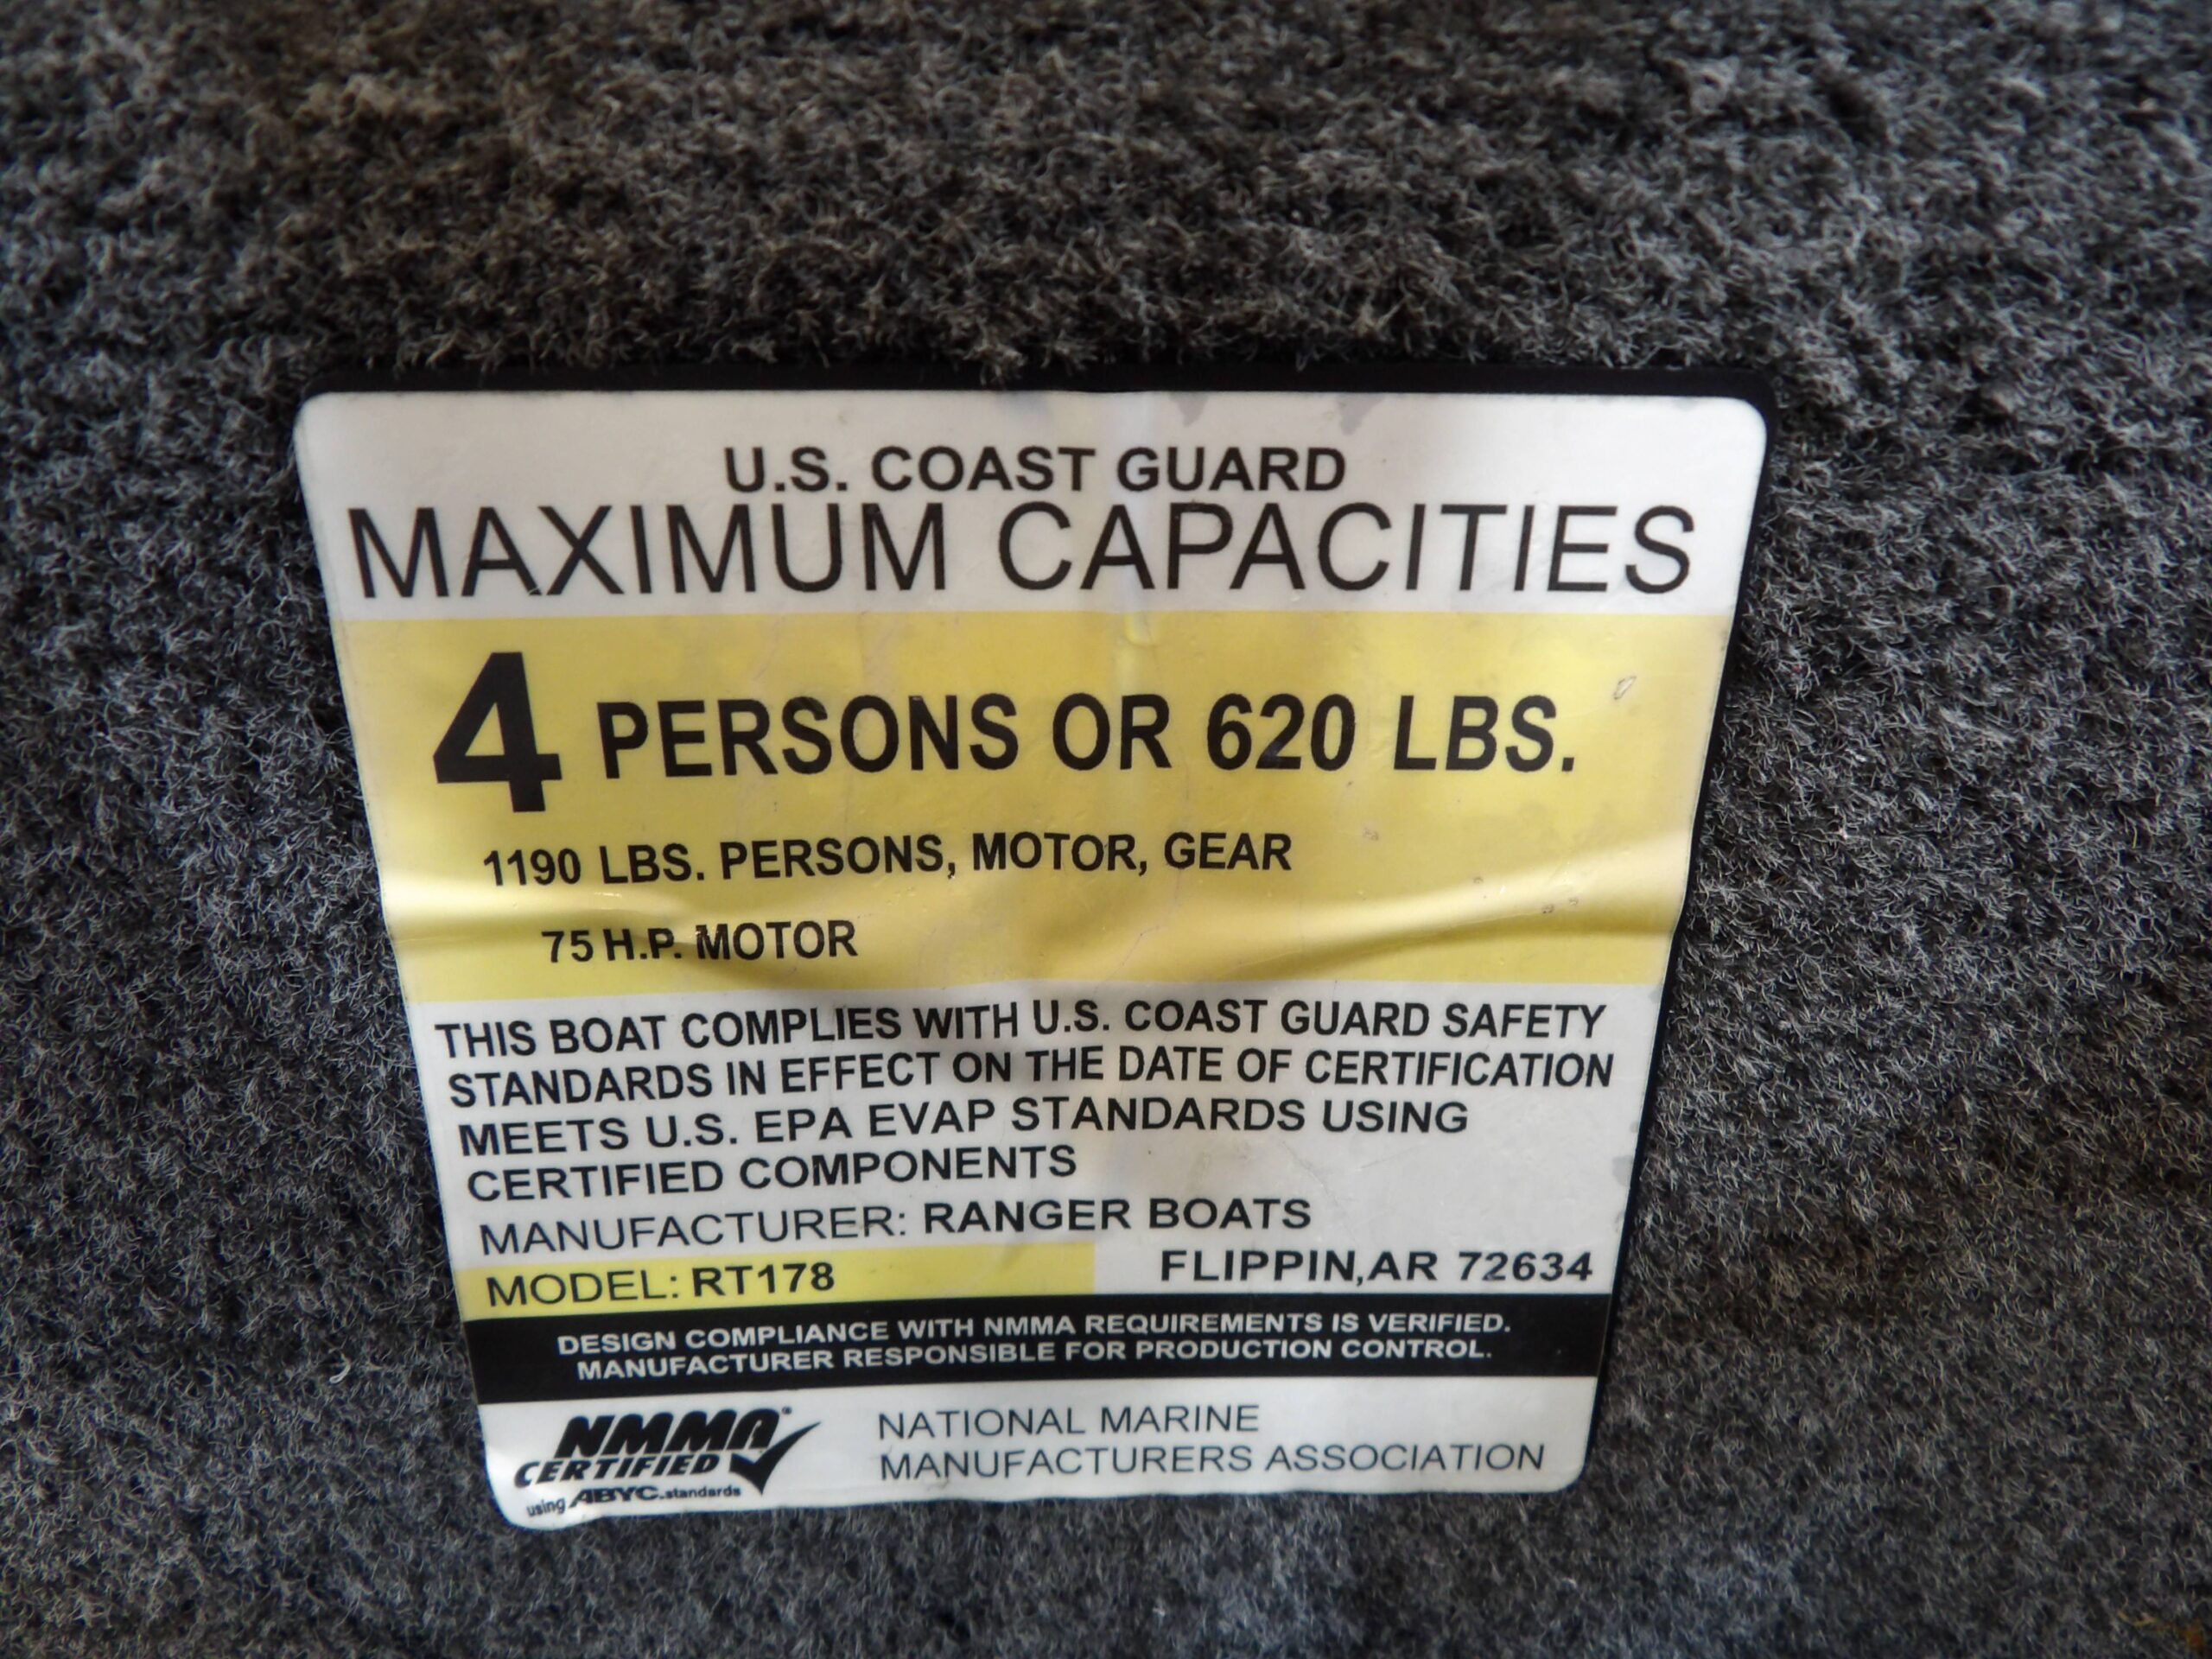 U.S. COAST GUARD
MAXIMUM CAPACITIES
4 PERSONS OR 620 LBS.
1190 LBS. PERSONS, MOTOR, GEAR
75 H.P. MOTOR
THIS BOAT COMPLIES WITH U.S. COAST GUARD SAFETY
STANDARDS IN EFFECT ON THE DATE OF CERTIFICATION
MEETS U.S. EPA EVAP STANDARDS USING
CERTIFIED COMPONENTS
MANUFACTURER: RANGER BOATS
FLIPPIN,AR 72634
MODEL: RT178
DESIGN COMPLIANCE WITH NMMA REQUIREMENTS IS VERIFIED.
MANUFACTURER RESPONSIBLE FOR PRODUCTION CONTROL.
NMMA®
CERTIFIED
using ABYC.standards
NATIONAL MARINE
MANUFACTURERS ASSOCIATION